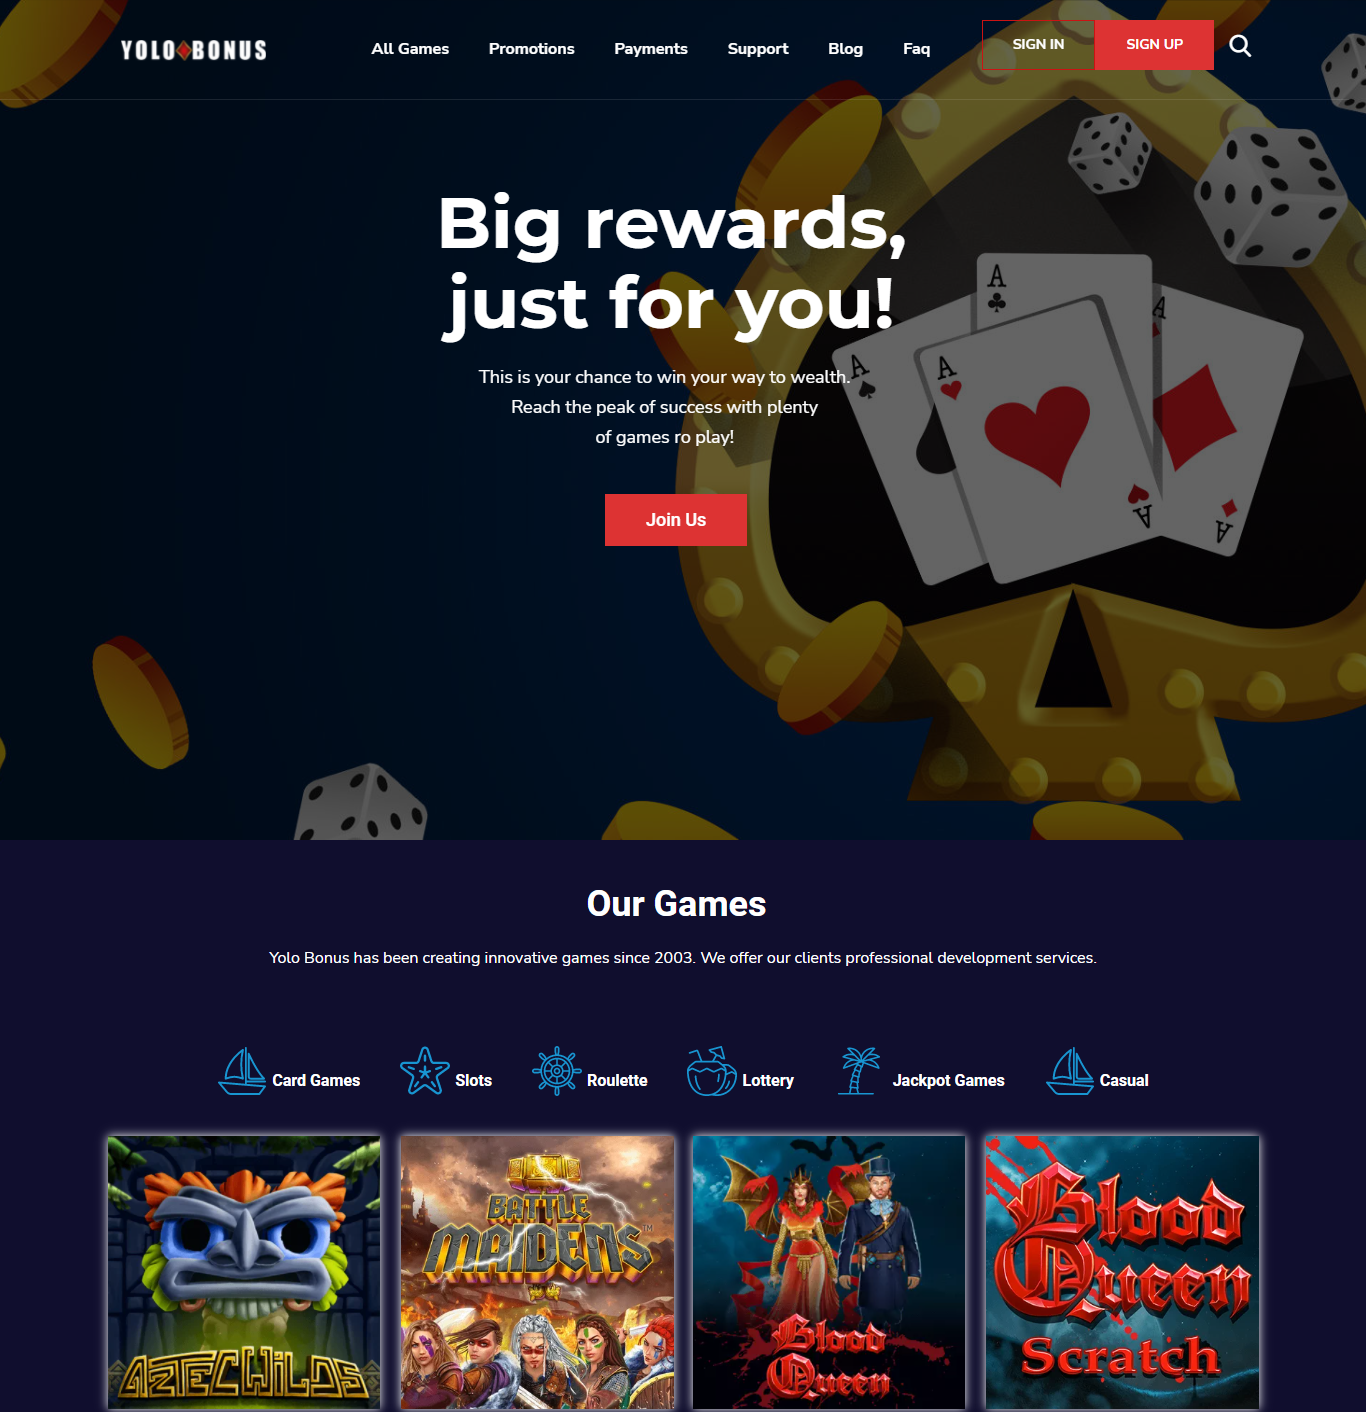 YOLO BONUS
All Games Promotions Payments Support Blog Faq SIGN IN SIGN UP
Big rewards,
just for you!
This is your chance to win your way to wealth.
Reach the peak of success with plenty
of games ro play!
Join Us
A
A
A
A
A
A
A
Our Games
Yolo Bonus has been creating innovative games since 2003. We offer our clients professional development services.
Card Games Slots Roulette Lottery Jackpot Games Casual
AZTEC WILDS
BATTLE
MAIDENS™
Blood
Queen
Blood
Queen
Scratch